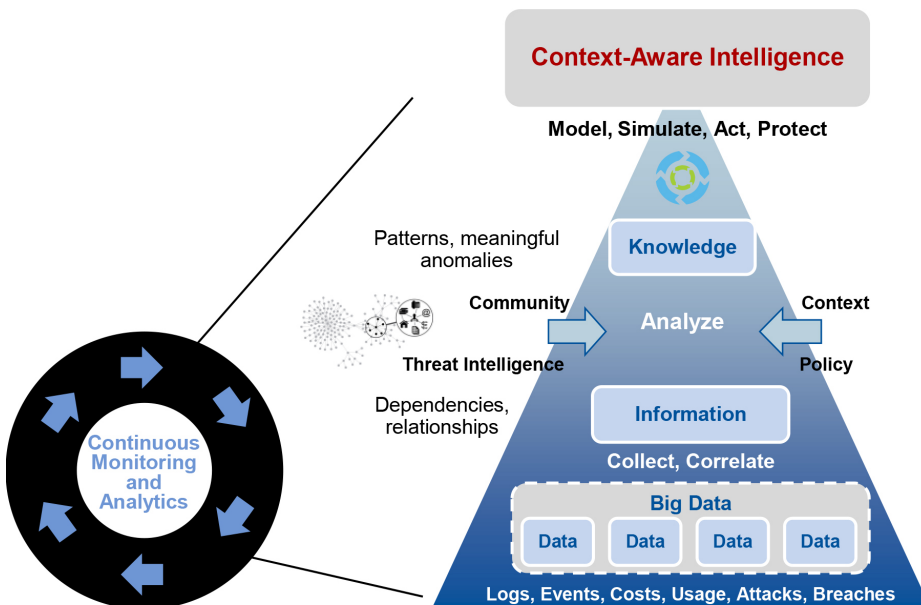 Context-Aware Intelligence
Model, Simulate, Act, Protect
Patterns, meaningful
anomalies
Knowledge
Community
Threat Intelligence
Analyze
Context
Policy
Dependencies,
relationships
Information
Collect, Correlate
Continuous
Monitoring
and
Analytics
Big Data
Data
Data
Data
Data
Logs, Events, Costs, Usage, Attacks, Breaches